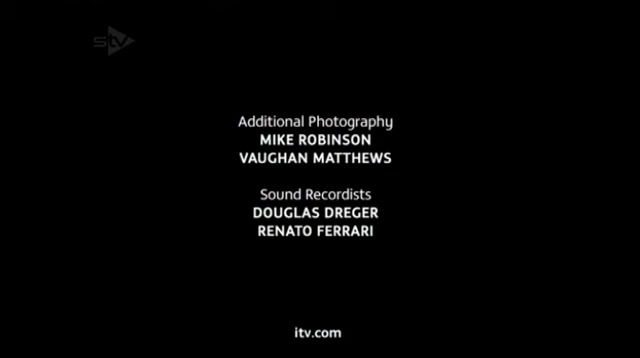 stv
Additional Photography
MIKE ROBINSON
VAUGHAN MATTHEWS
Sound Recordists
DOUGLAS DREGER
RENATO FERRARI
itv.com